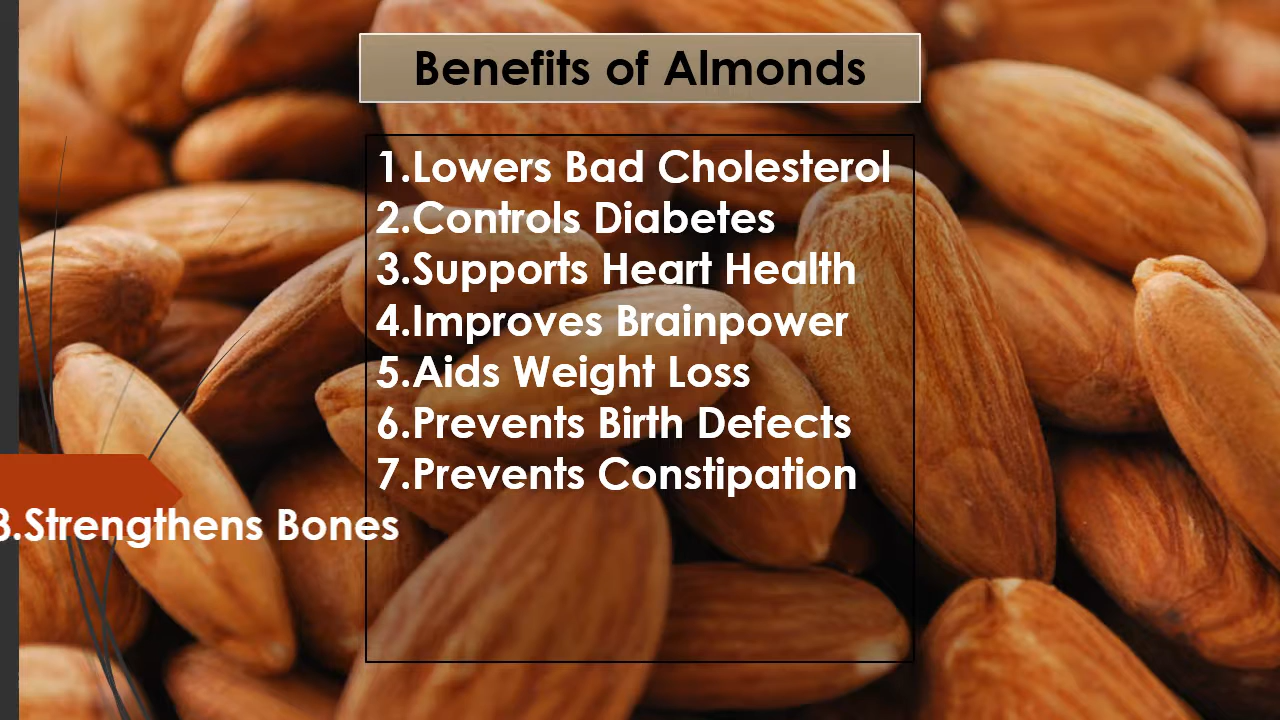 Benefits of Almonds
1.Lowers Bad Cholesterol
2.Controls Diabetes
3.Supports Heart Health
4.Improves Brainpower
5.Aids Weight Loss
6.Prevents Birth Defects
7.Prevents Constipation
8.Strengthens Bones